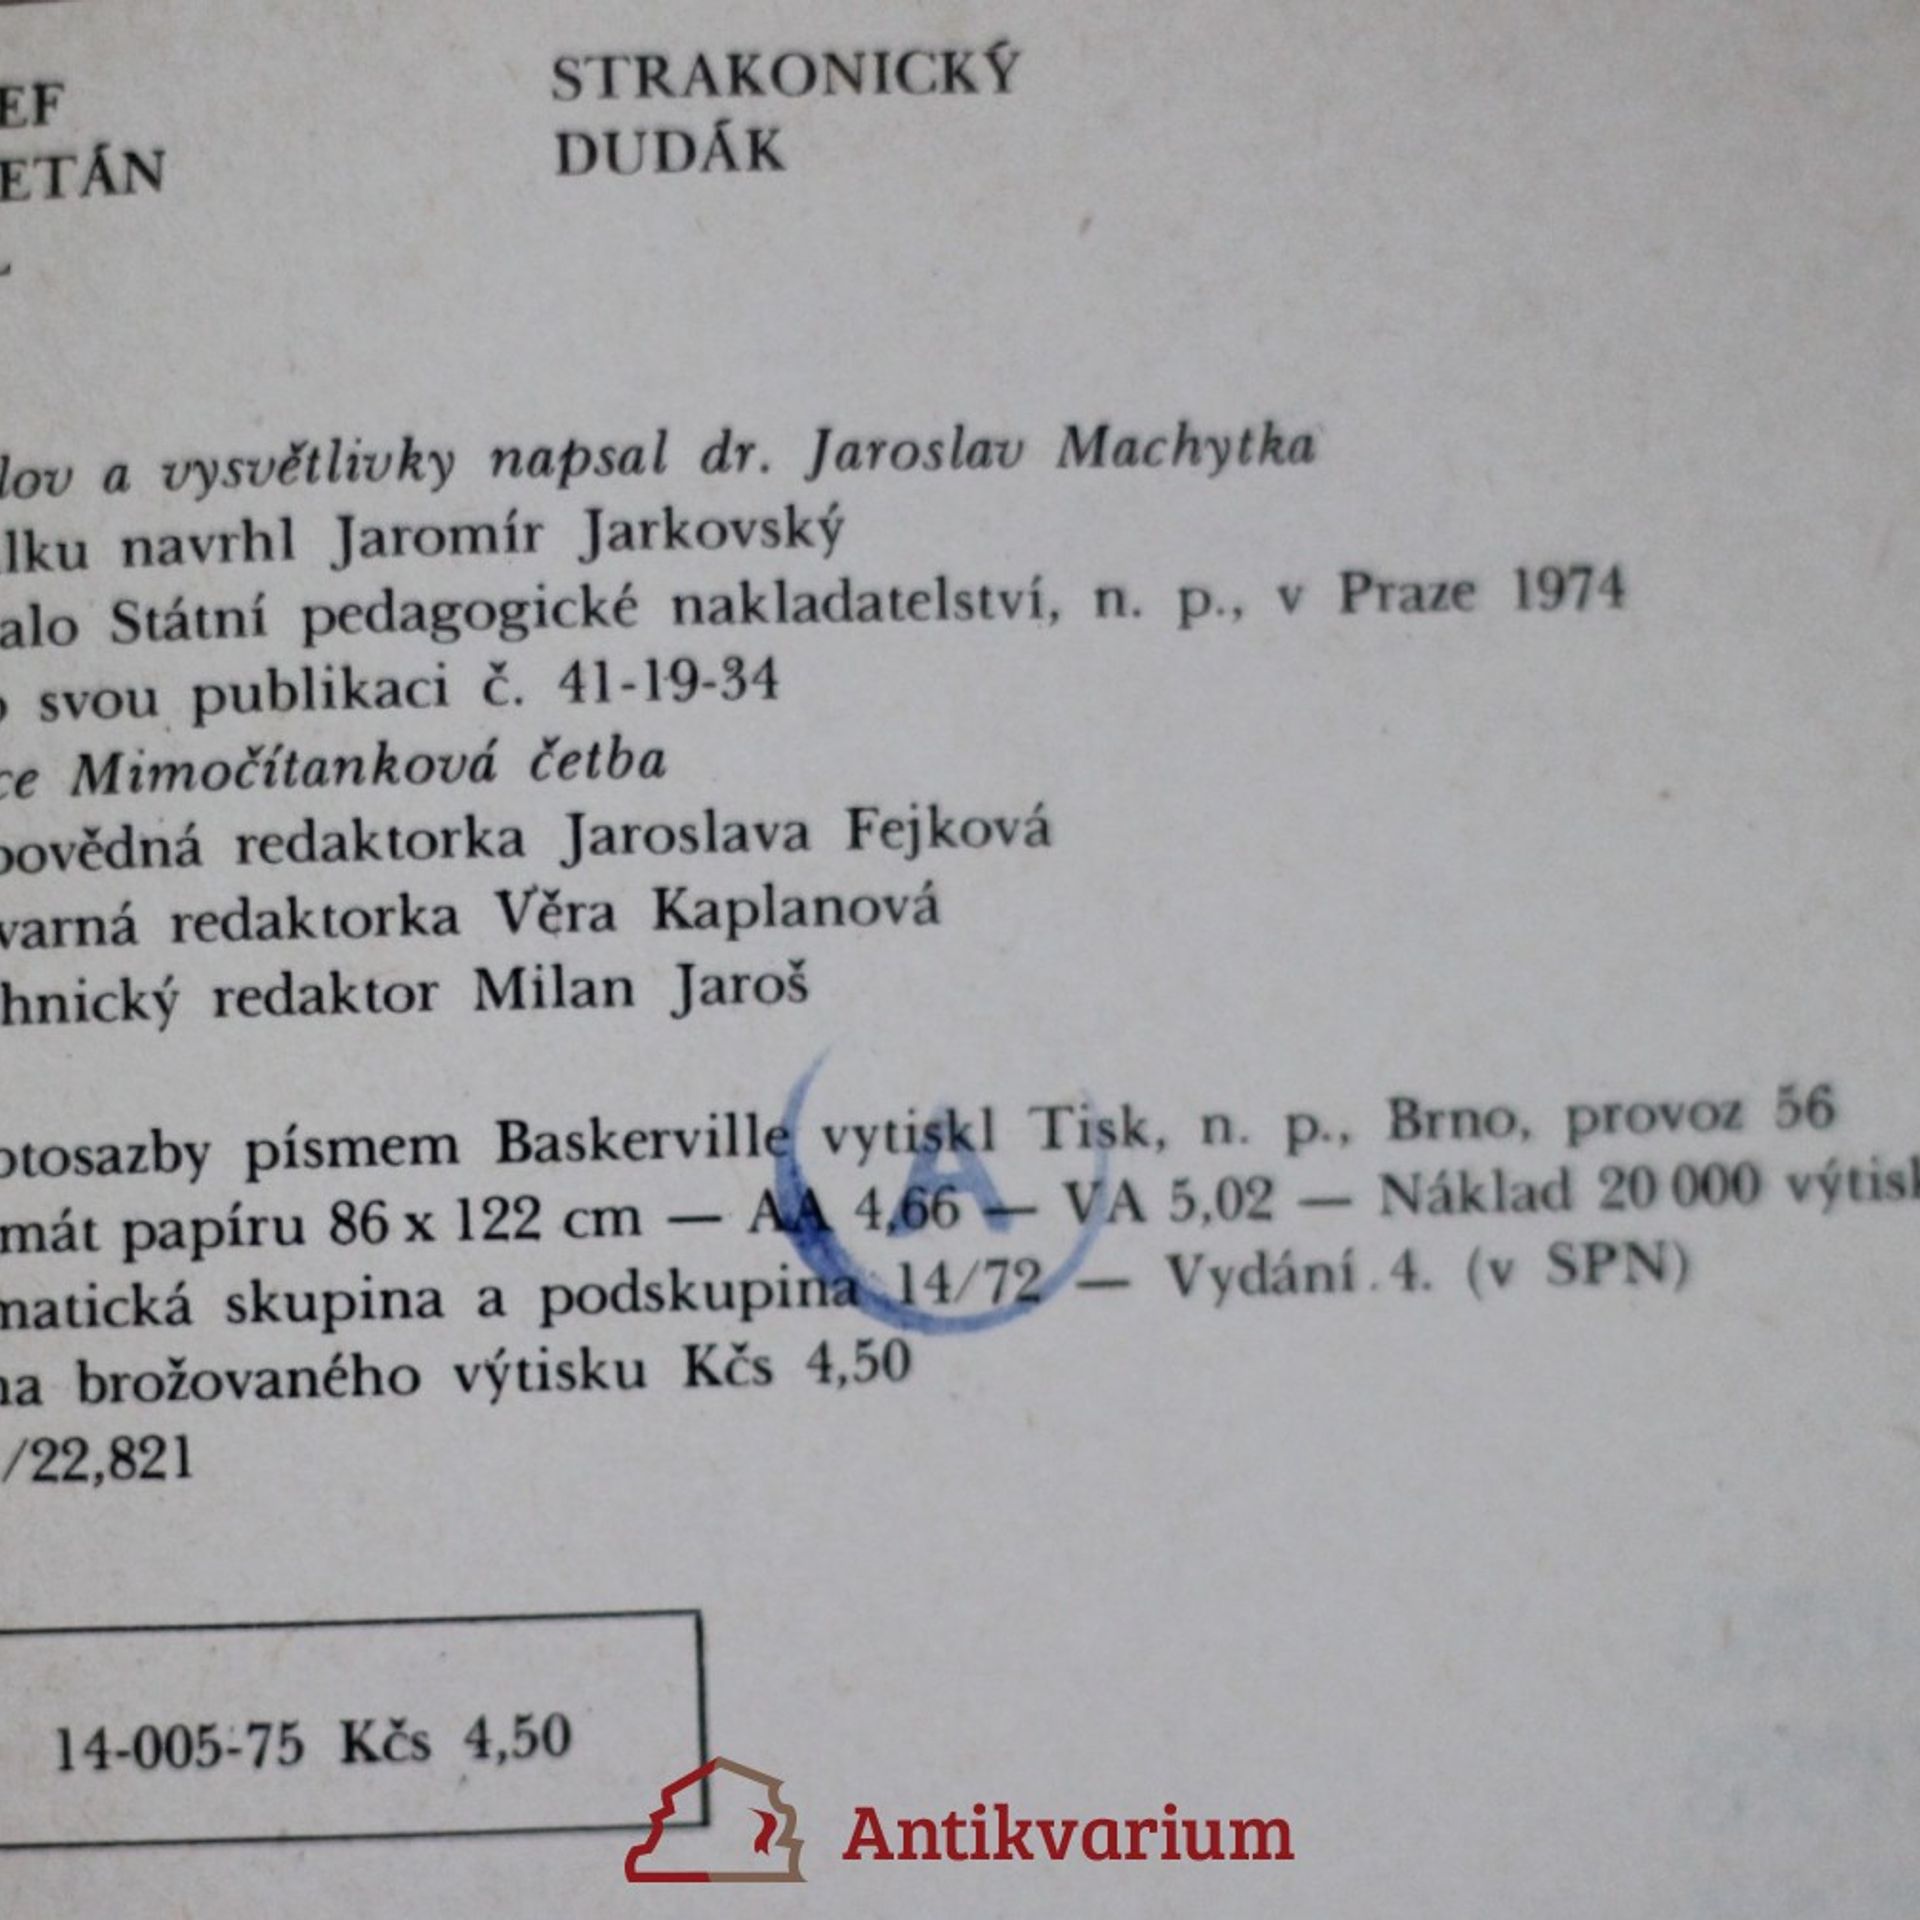 EF
ETÁN
STRAKONICKÝ
DUDÁK
lov a vysvětlivky napsal dr. Jaroslav Machytka
lku navrhl Jaromír Jarkovský
alo Státní pedagogické nakladatelství, n. p., v Praze 1974
svou publikaci č. 41-19-34
ce Mimočítanková četba
povědná redaktorka Jaroslava Fejková
varná redaktorka Věra Kaplanová
hnický redaktor Milan Jaroš
otosazby písmem Baskerville vytiskl Tisk, n. p., Brno, provoz 56
mát papíru 86 x 122 cm — AA 4,66 — VA 5,02 — Náklad 20 000 výtisk
matická skupina a podskupina 14/72 — Vydání 4. (v SPN)
na brožovaného výtisku Kčs 4,50
/22,821
A
14-005-75 Kčs 4,50
Antikvarium